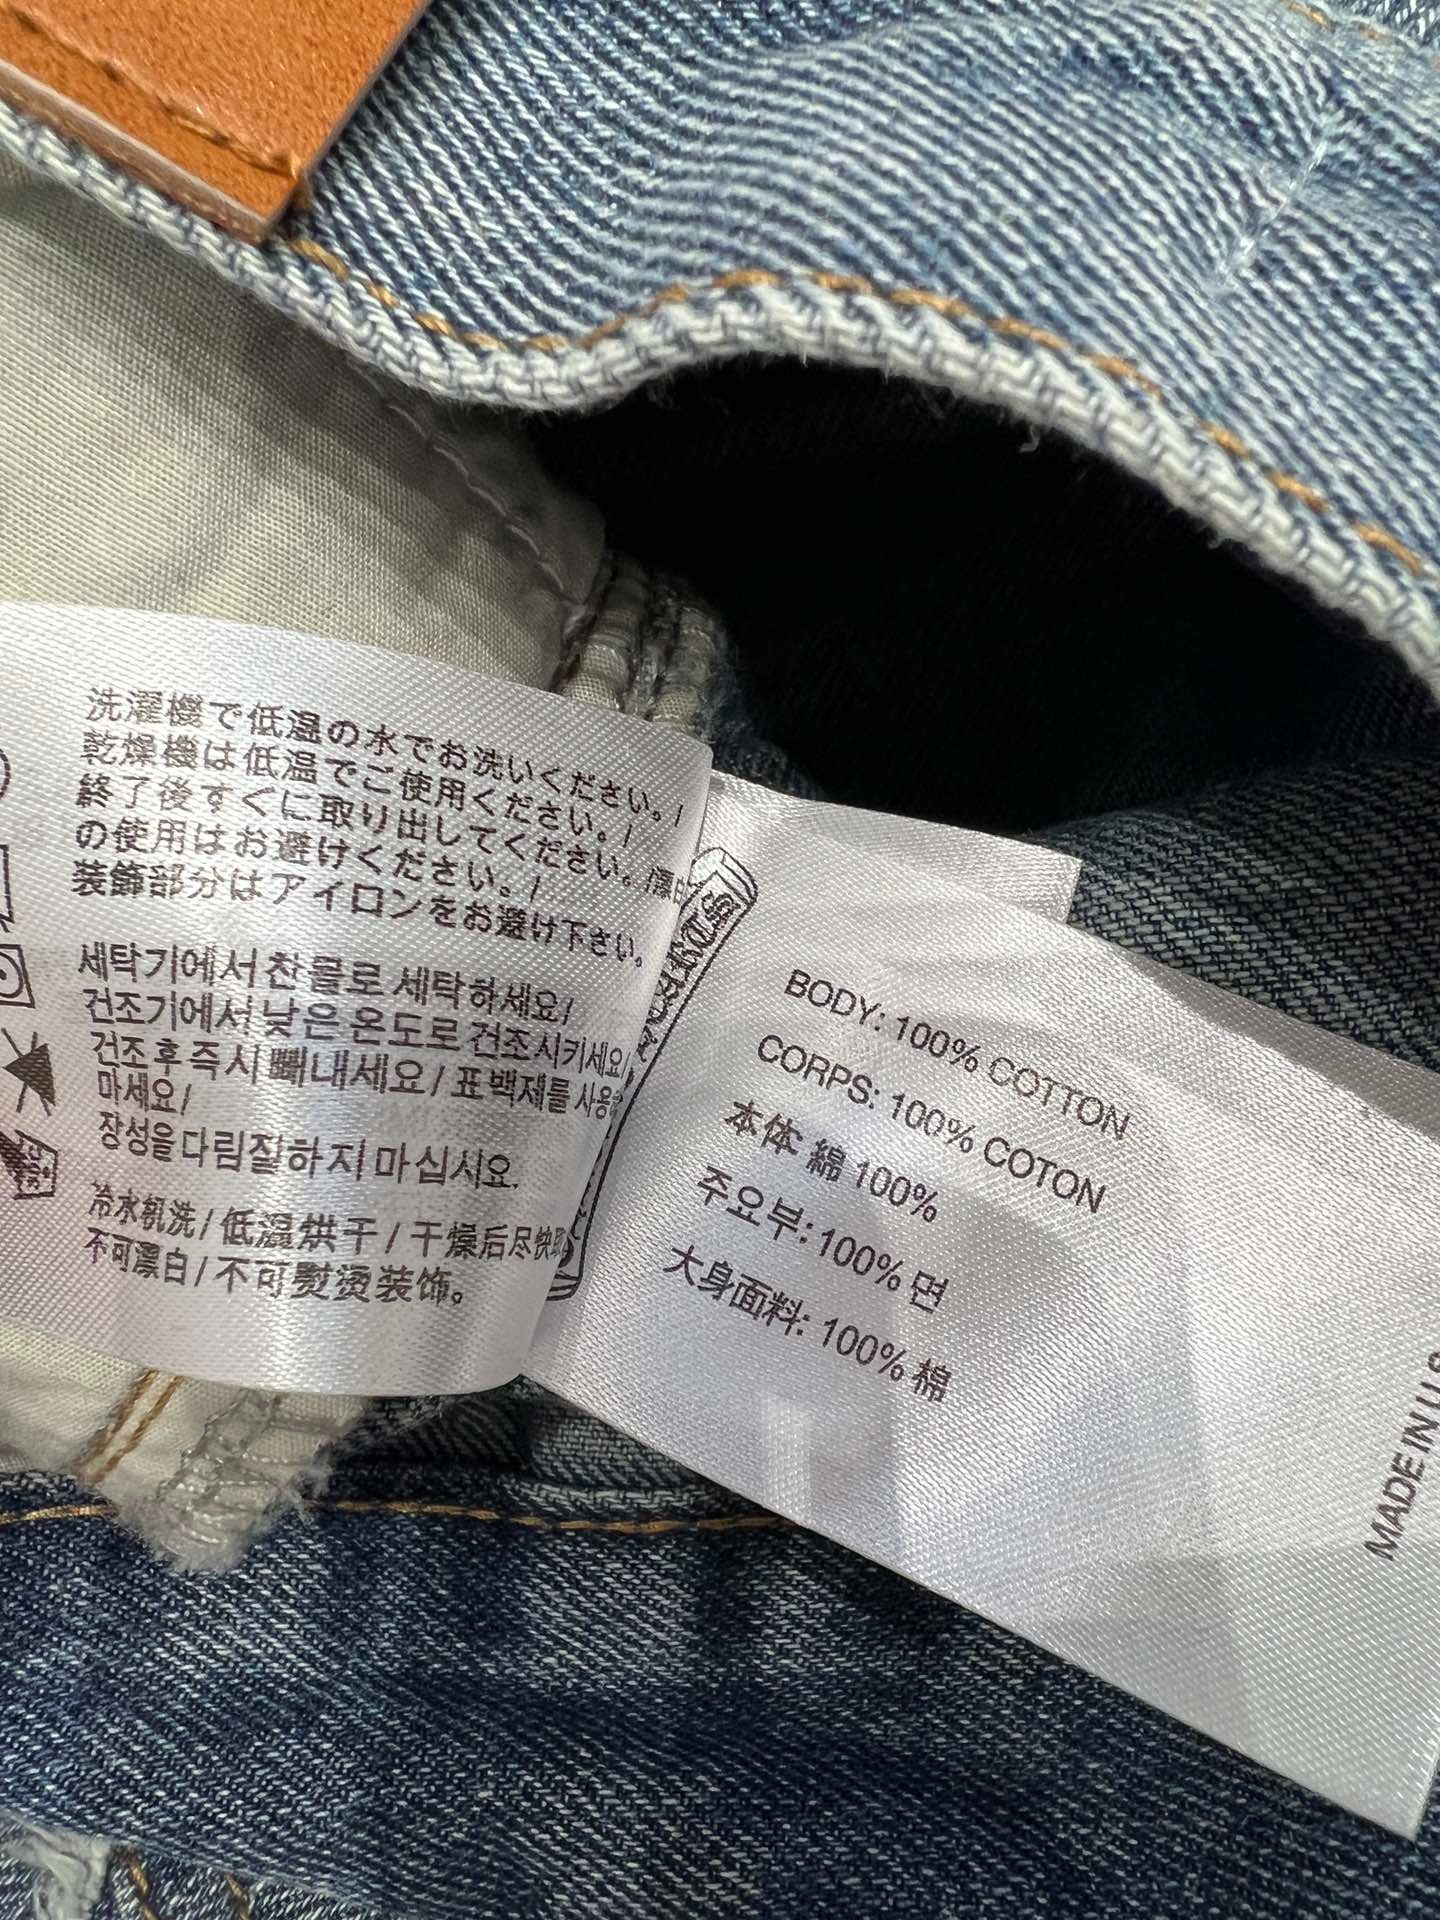 洗濯機で低温の水でお洗いください。/
乾燥機は低温でご使用ください。/
終了後すぐに取り出してください。/漂白
の使用はお避けください。/
装飾部分はアイロンをお避け下さい。
세탁기에서 찬 물로 세탁하세요/
건조기에서 낮은 온도로 건조시키세요/
건조 후 즉시 빼내세요/ 표백제를 사용하
마세요/
장성을 다림질하지 마십시오.
冷水机洗/低温烘干/干燥后尽快取
不可漂白/不可熨烫装饰。
BODY: 100% COTTON
CORPS: 100% COTON
本体 綿 100%
주요부: 100% 면
大身面料: 100% 棉
MADE IN U.S